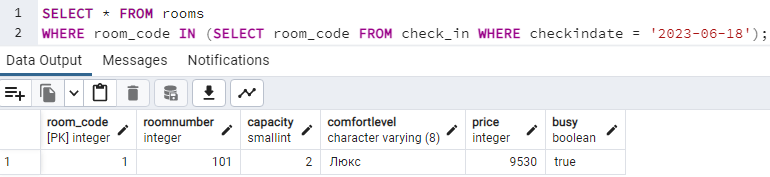 1 SELECT * FROM rooms
2 WHERE room_code IN (SELECT room_code FROM check_in WHERE checkindate = '2023-06-18');
Data Output Messages Notifications
room_code roomnumber capacity comfortlevel price busy
[PK] integer integer smallint character varying (8) integer boolean
1 1 101 2 Люкс 9530 true